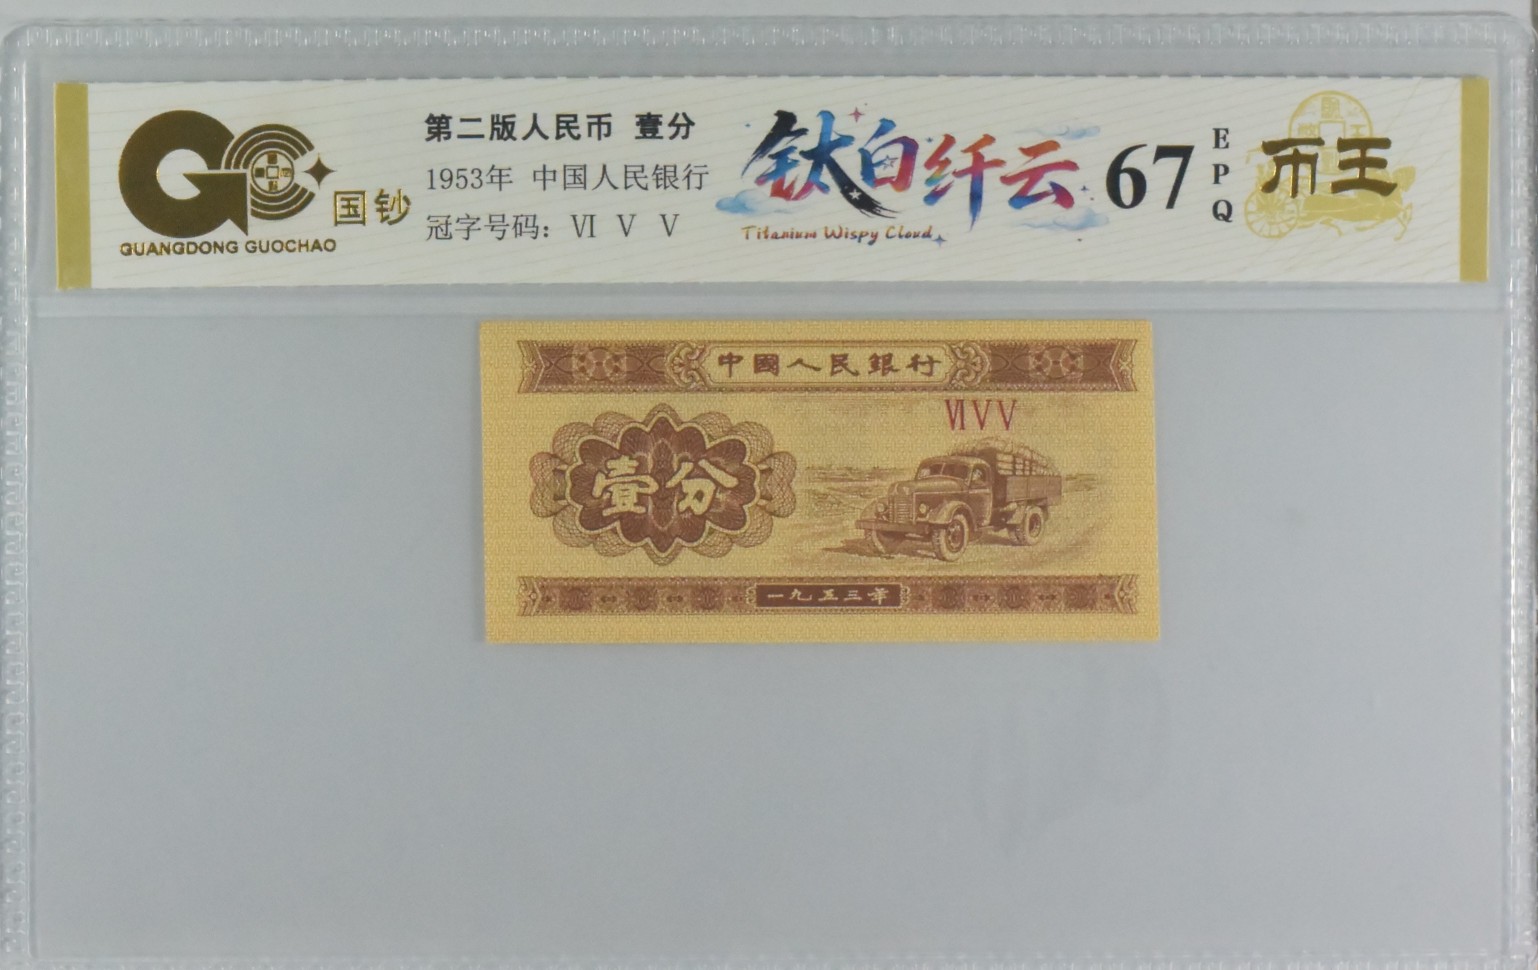 GC
国钞
GUANGDONG GUOCHAO
第二版人民币 壹分
1953年 中国人民银行
冠字号码: Ⅵ Ⅴ Ⅴ
钛白纤云
Titanium Wispy Cloud
67
EPQ
币王
中國人民銀行
ⅥⅤⅤ
壹分
一九五三年